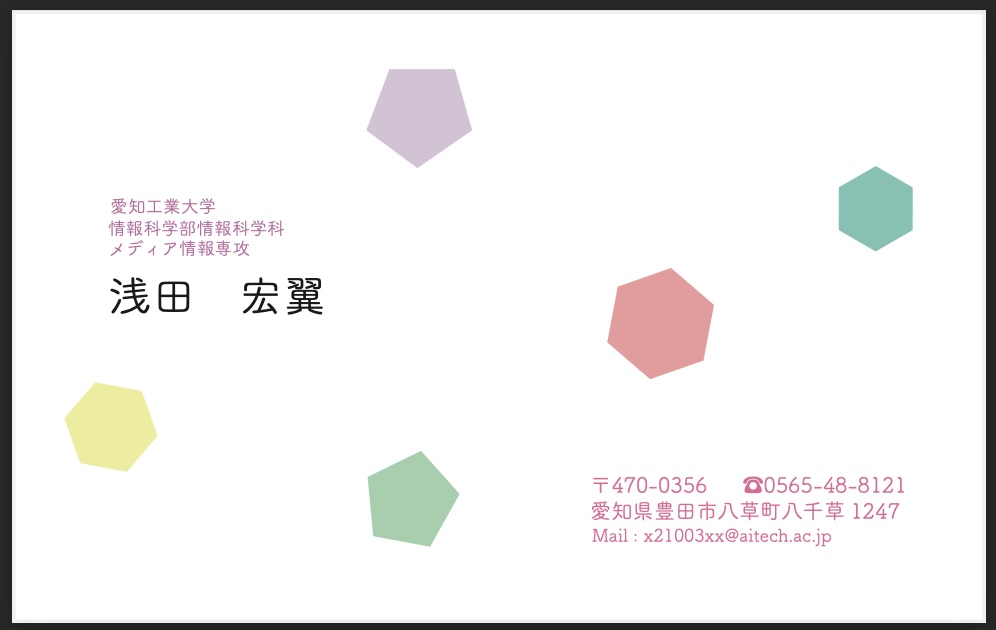 愛知工業大学
情報科学部情報科学科
メディア情報専攻
浅田　宏翼
〒470-0356　☎0565-48-8121
愛知県豊田市八草町八千草 1247
Mail : x21003xx@aitech.ac.jp